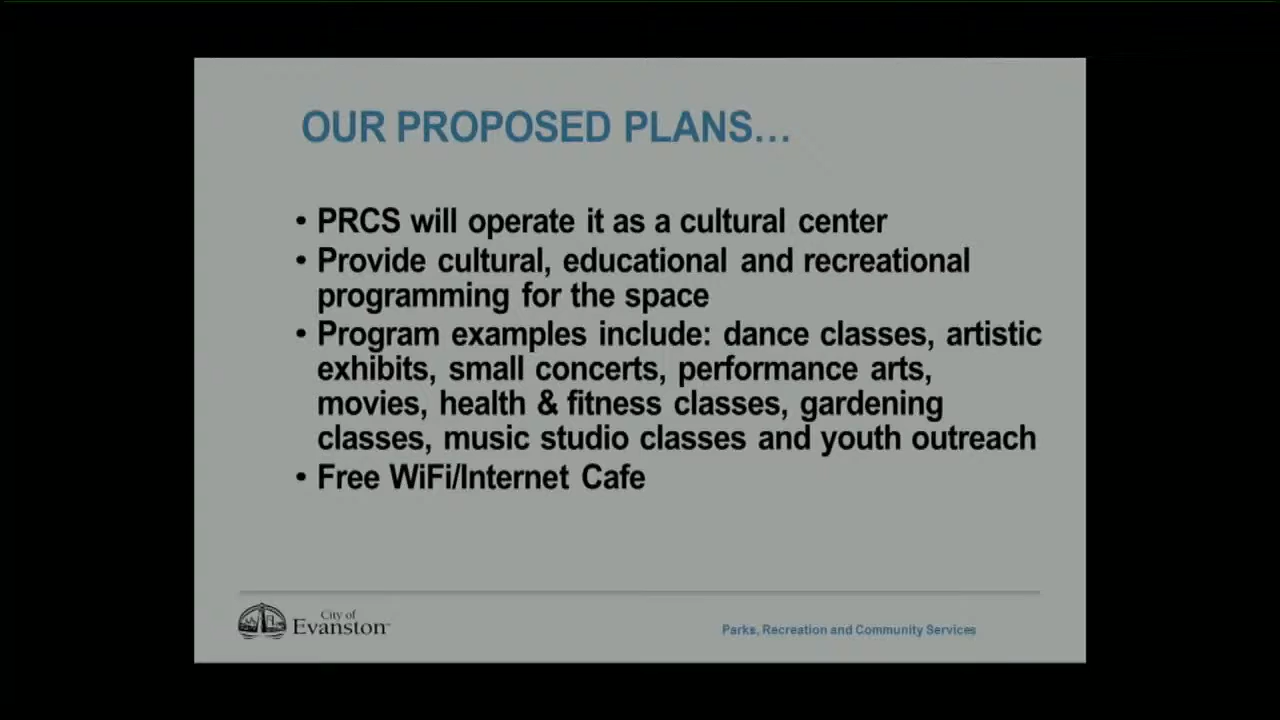 OUR PROPOSED PLANS...
• PRCS will operate it as a cultural center
• Provide cultural, educational and recreational
programming for the space
• Program examples include: dance classes, artistic
exhibits, small concerts, performance arts,
movies, health & fitness classes, gardening
classes, music studio classes and youth outreach
• Free WiFi/Internet Cafe
City of
Evanston
Parks, Recreation and Community Services